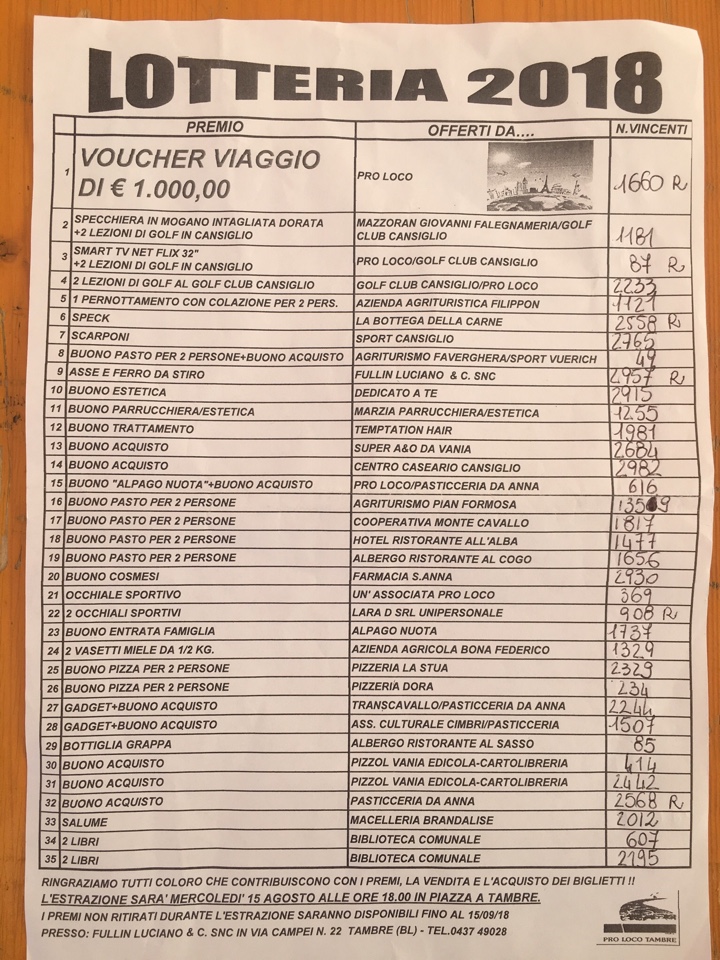 LOTTERIA 2018
PREMIO OFFERTI DA.... N.VINCENTI
1 VOUCHER VIAGGIO DI € 1.000,00 PRO LOCO 1660 R
2 SPECCHIERA IN MOGANO INTAGLIATA DORATA +2 LEZIONI DI GOLF IN CANSIGLIO MAZZORAN GIOVANNI FALEGNAMERIA/GOLF CLUB CANSIGLIO 1181
3 SMART TV NET FLIX 32" +2 LEZIONI DI GOLF IN CANSIGLIO PRO LOCO/GOLF CLUB CANSIGLIO 87 R
4 2 LEZIONI DI GOLF AL GOLF CLUB CANSIGLIO GOLF CLUB CANSIGLIO/PRO LOCO 2233
5 1 PERNOTTAMENTO CON COLAZIONE PER 2 PERS. AZIENDA AGRITURISTICA FILIPPON 1121
6 SPECK LA BOTTEGA DELLA CARNE 2558 R
7 SCARPONI SPORT CANSIGLIO 2765
8 BUONO PASTO PER 2 PERSONE+BUONO ACQUISTO AGRITURISMO FAVERGHERA/SPORT VUERICH 49
9 ASSE E FERRO DA STIRO FULLIN LUCIANO & C. SNC 2957 R
10 BUONO ESTETICA DEDICATO A TE 2915
11 BUONO PARRUCCHIERA/ESTETICA MARZIA PARRUCCHIERA/ESTETICA 1255
12 BUONO TRATTAMENTO TEMPTATION HAIR 1981
13 BUONO ACQUISTO SUPER A&O DA VANIA 2684
14 BUONO ACQUISTO CENTRO CASEARIO CANSIGLIO 2982
15 BUONO "ALPAGO NUOTA"+BUONO ACQUISTO PRO LOCO/PASTICCERIA DA ANNA 616
16 BUONO PASTO PER 2 PERSONE AGRITURISMO PIAN FORMOSA
17 BUONO PASTO PER 2 PERSONE COOPERATIVA MONTE CAVALLO 1817
18 BUONO PASTO PER 2 PERSONE HOTEL RISTORANTE ALL'ALBA 1477
19 BUONO PASTO PER 2 PERSONE ALBERGO RISTORANTE AL COGO 1656
20 BUONO COSMESI FARMACIA S.ANNA 2930
21 OCCHIALE SPORTIVO UN' ASSOCIATA PRO LOCO 369
22 2 OCCHIALI SPORTIVI LARA D SRL UNIPERSONALE 908 R
23 BUONO ENTRATA FAMIGLIA ALPAGO NUOTA 1737
24 2 VASETTI MIELE DA 1/2 KG. AZIENDA AGRICOLA BONA FEDERICO 1329
25 BUONO PIZZA PER 2 PERSONE PIZZERIA LA STUA 2329
26 BUONO PIZZA PER 2 PERSONE PIZZERIA DORA 234
27 GADGET+BUONO ACQUISTO TRANSCAVALLO/PASTICCERIA DA ANNA 2244
28 GADGET+BUONO ACQUISTO ASS. CULTURALE CIMBRI/PASTICCERIA 1507
29 BOTTIGLIA GRAPPA ALBERGO RISTORANTE AL SASSO 85
30 BUONO ACQUISTO PIZZOL VANIA EDICOLA-CARTOLIBRERIA 414
31 BUONO ACQUISTO PIZZOL VANIA EDICOLA-CARTOLIBRERIA 2442
32 BUONO ACQUISTO PASTICCERIA DA ANNA 2568 R
33 SALUME MACELLERIA BRANDALISE 2012
34 2 LIBRI BIBLIOTECA COMUNALE 607
35 2 LIBRI BIBLIOTECA COMUNALE 2195
RINGRAZIAMO TUTTI COLORO CHE CONTRIBUISCONO CON I PREMI, LA VENDITA E L'ACQUISTO DEI BIGLIETTI !!
L'ESTRAZIONE SARA' MERCOLEDI' 15 AGOSTO ALLE ORE 18.00 IN PIAZZA A TAMBRE.
I PREMI NON RITIRATI DURANTE L'ESTRAZIONE SARANNO DISPONIBILI FINO AL 15/09/18
PRESSO: FULLIN LUCIANO & C. SNC IN VIA CAMPEI N. 22 TAMBRE (BL) - TEL.0437 49028
PRO LOCO TAMBRE